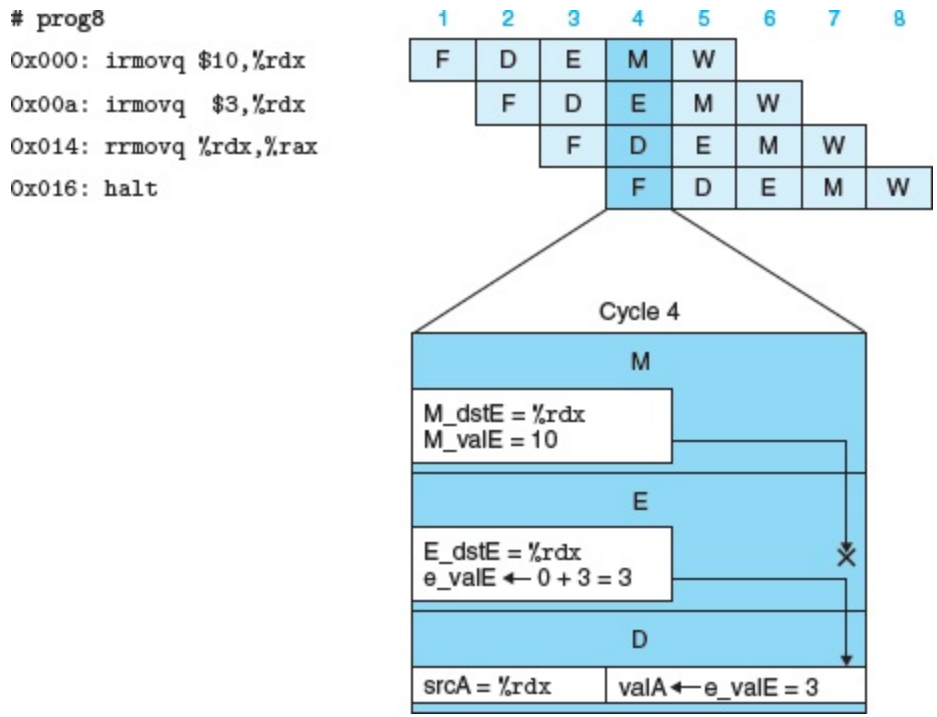 # prog8
1 2 3 4 5 6 7 8
0x000: irmovq $10,%rdx F D E M W
0x00a: irmovq $3,%rdx F D E M W
0x014: rrmovq %rdx,%rax F D E M W
0x016: halt F D E M W
Cycle 4
M
M_dstE = %rdx
M_valE = 10
E
E_dstE = %rdx
e_valE ← 0 + 3 = 3
D
srcA = %rdx valA ← e_valE = 3